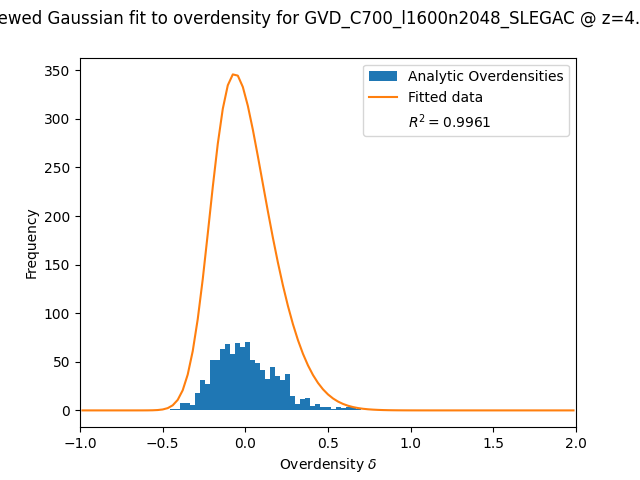 ewed Gaussian fit to overdensity for GVD_C700_l1600n2048_SLEGAC @ z=4.
Analytic Overdensities
Fitted data
R² = 0.9961
Frequency
350
300
250
200
150
100
50
0
−1.0 −0.5 0.0 0.5 1.0 1.5 2.0
Overdensity δ